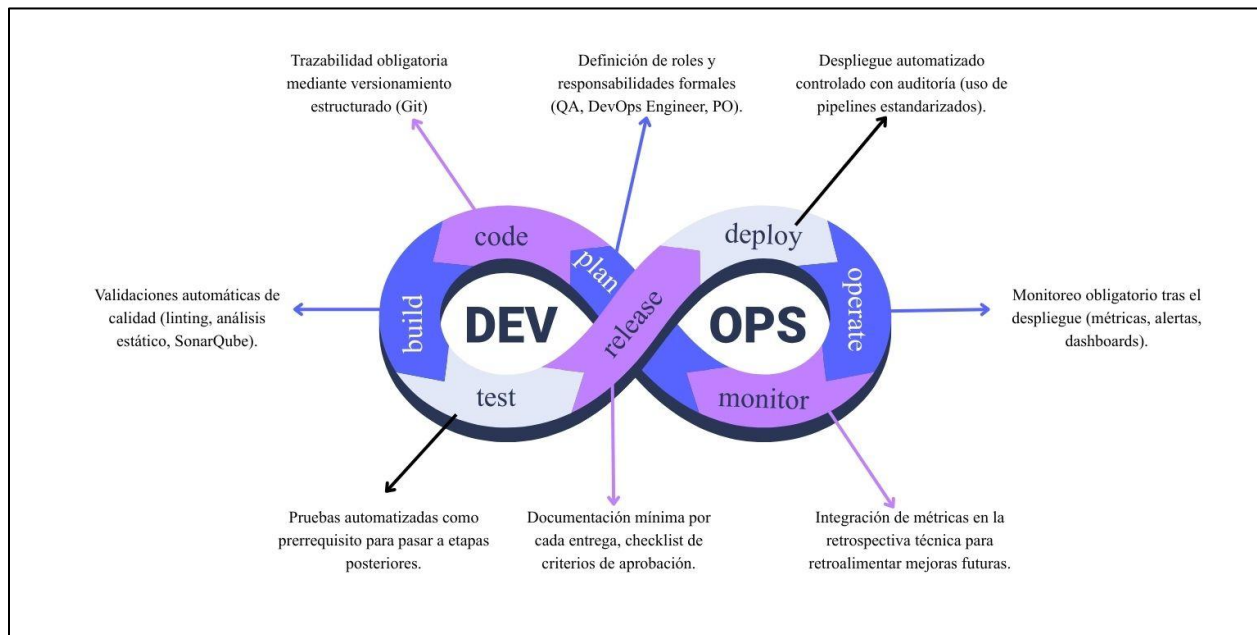 Trazabilidad obligatoria
mediante versionamiento
estructurado (Git)
Definición de roles y
responsabilidades formales
(QA, DevOps Engineer, PO).
Despliegue automatizado
controlado con auditoría (uso de
pipelines estandarizados).
code
plan
deploy
Validaciones automáticas de
calidad (linting, análisis
estático, SonarQube).
build
DEV
release
OPS
operate
Monitoreo obligatorio tras el
despliegue (métricas, alertas,
dashboards).
test
monitor
Pruebas automatizadas como
prerrequisito para pasar a etapas
posteriores.
Documentación mínima por
cada entrega, checklist de
criterios de aprobación.
Integración de métricas en la
retrospectiva técnica para
retroalimentar mejoras futuras.